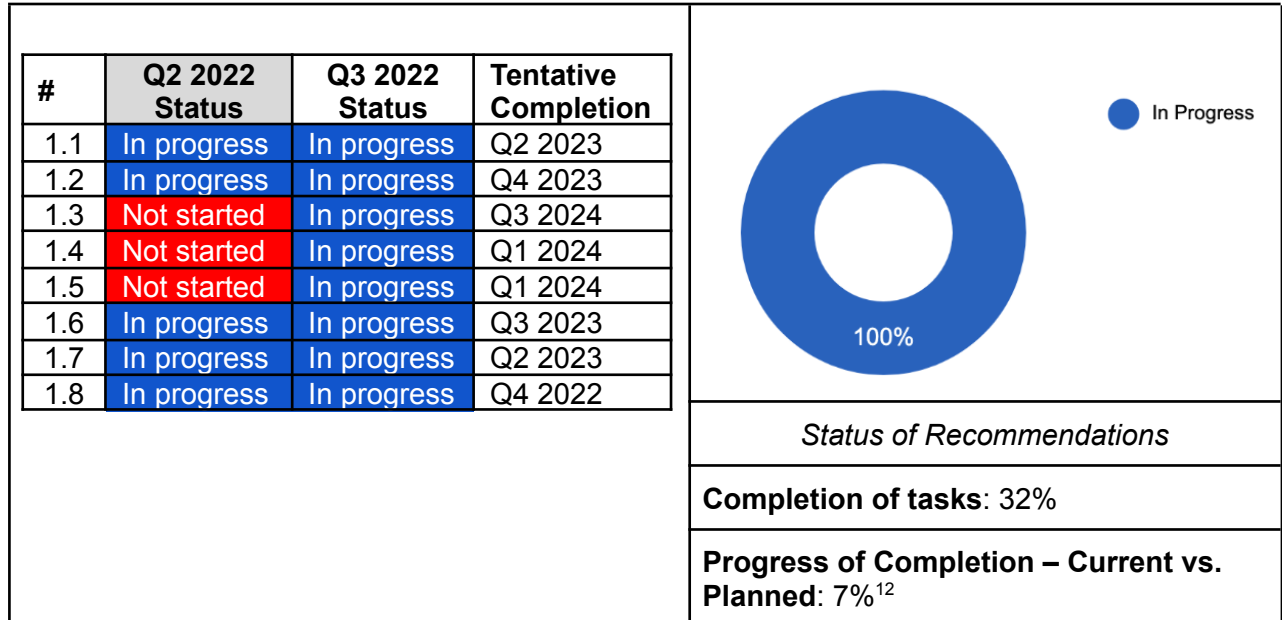 # Q2 2022 Status Q3 2022 Status Tentative Completion
1.1 In progress In progress Q2 2023
1.2 In progress In progress Q4 2023
1.3 Not started In progress Q3 2024
1.4 Not started In progress Q1 2024
1.5 Not started In progress Q1 2024
1.6 In progress In progress Q3 2023
1.7 In progress In progress Q2 2023
1.8 In progress In progress Q4 2022
In Progress
100%
Status of Recommendations
Completion of tasks: 32%
Progress of Completion – Current vs.
Planned: 7%¹²